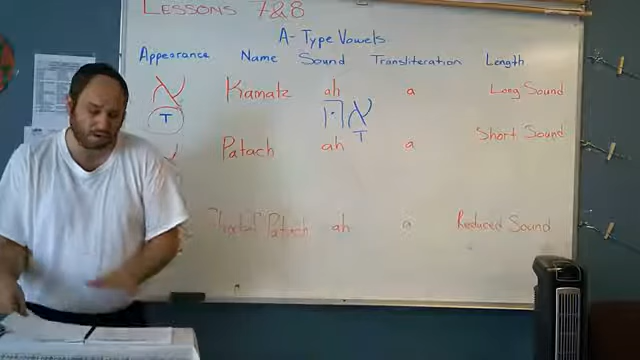 Lessons 7&8
A-Type Vowels
Appearance Name Sound Transliteration Length
א Kamatz ah a Long Sound
אָה
Patach ah a Short Sound
Patach ah a Reduced Sound